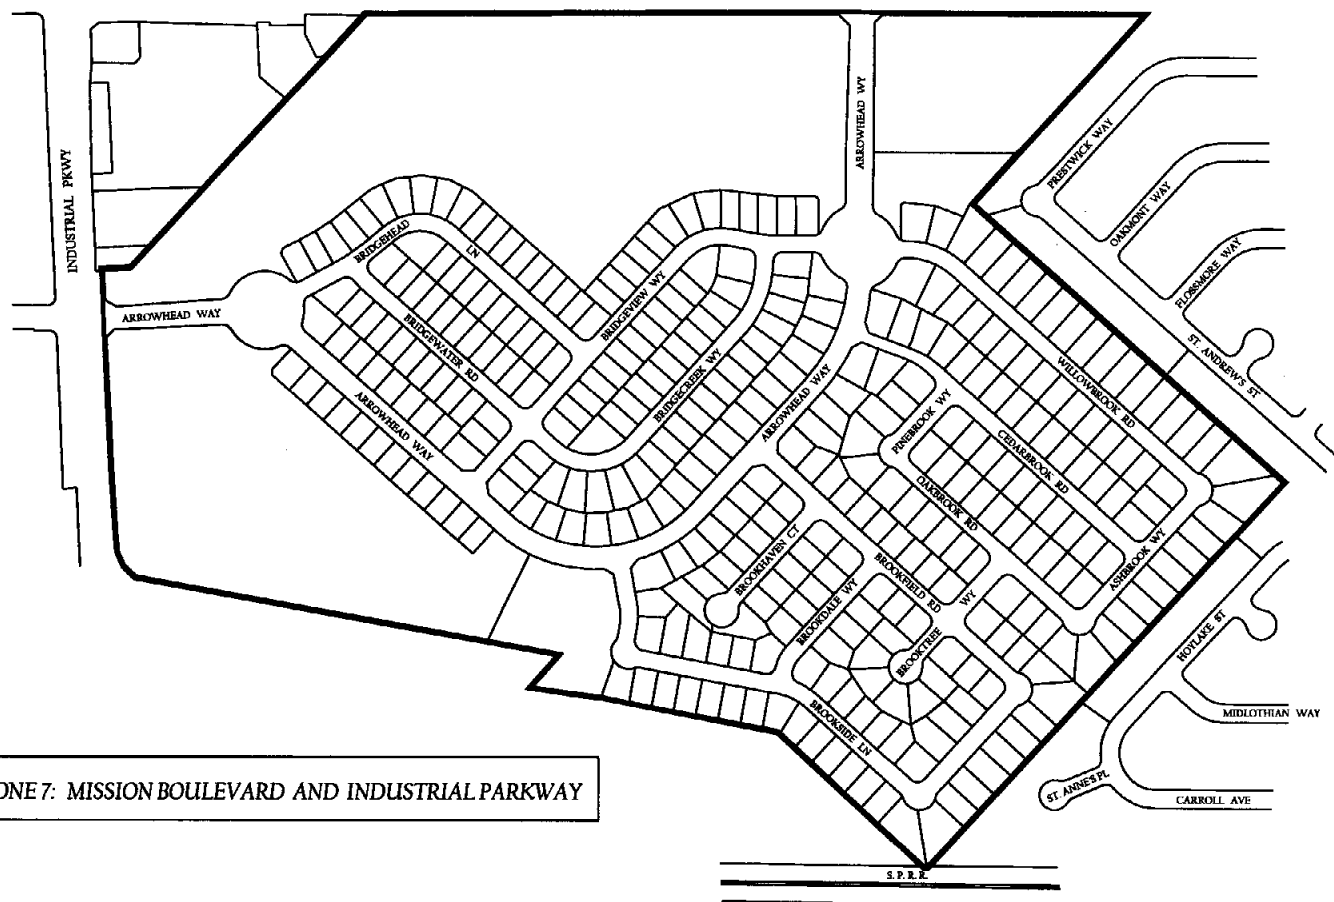 ARROWHEAD WY
INDUSTRIAL PKWY
PRESTWICK WAY
OAKMONT WAY
FLOSSMORE WAY
ST. ANDREW'S ST
BRIDGEHEAD
LN
BRIDGEVIEW WY
ARROWHEAD WAY
BRIDGEWATER RD
BRIDGECREEK WY
ARROWHEAD WAY
ARROWHEAD WAY
WILLOWBROOK RD
PINEBROOK WY
CEDARBROOK RD
OAKBROOK RD
ASHBROOK WY
BROOKHAVEN CT
BROOKFIELD RD
BROOKDALE WY
BROOKTREE
WY
BROOKSIDE LN
HOYLAKE ST
MIDLOTHIAN WAY
ST. ANNE'S PL
CARROLL AVE
ONE 7: MISSION BOULEVARD AND INDUSTRIAL PARKWAY
S. P. R. R.